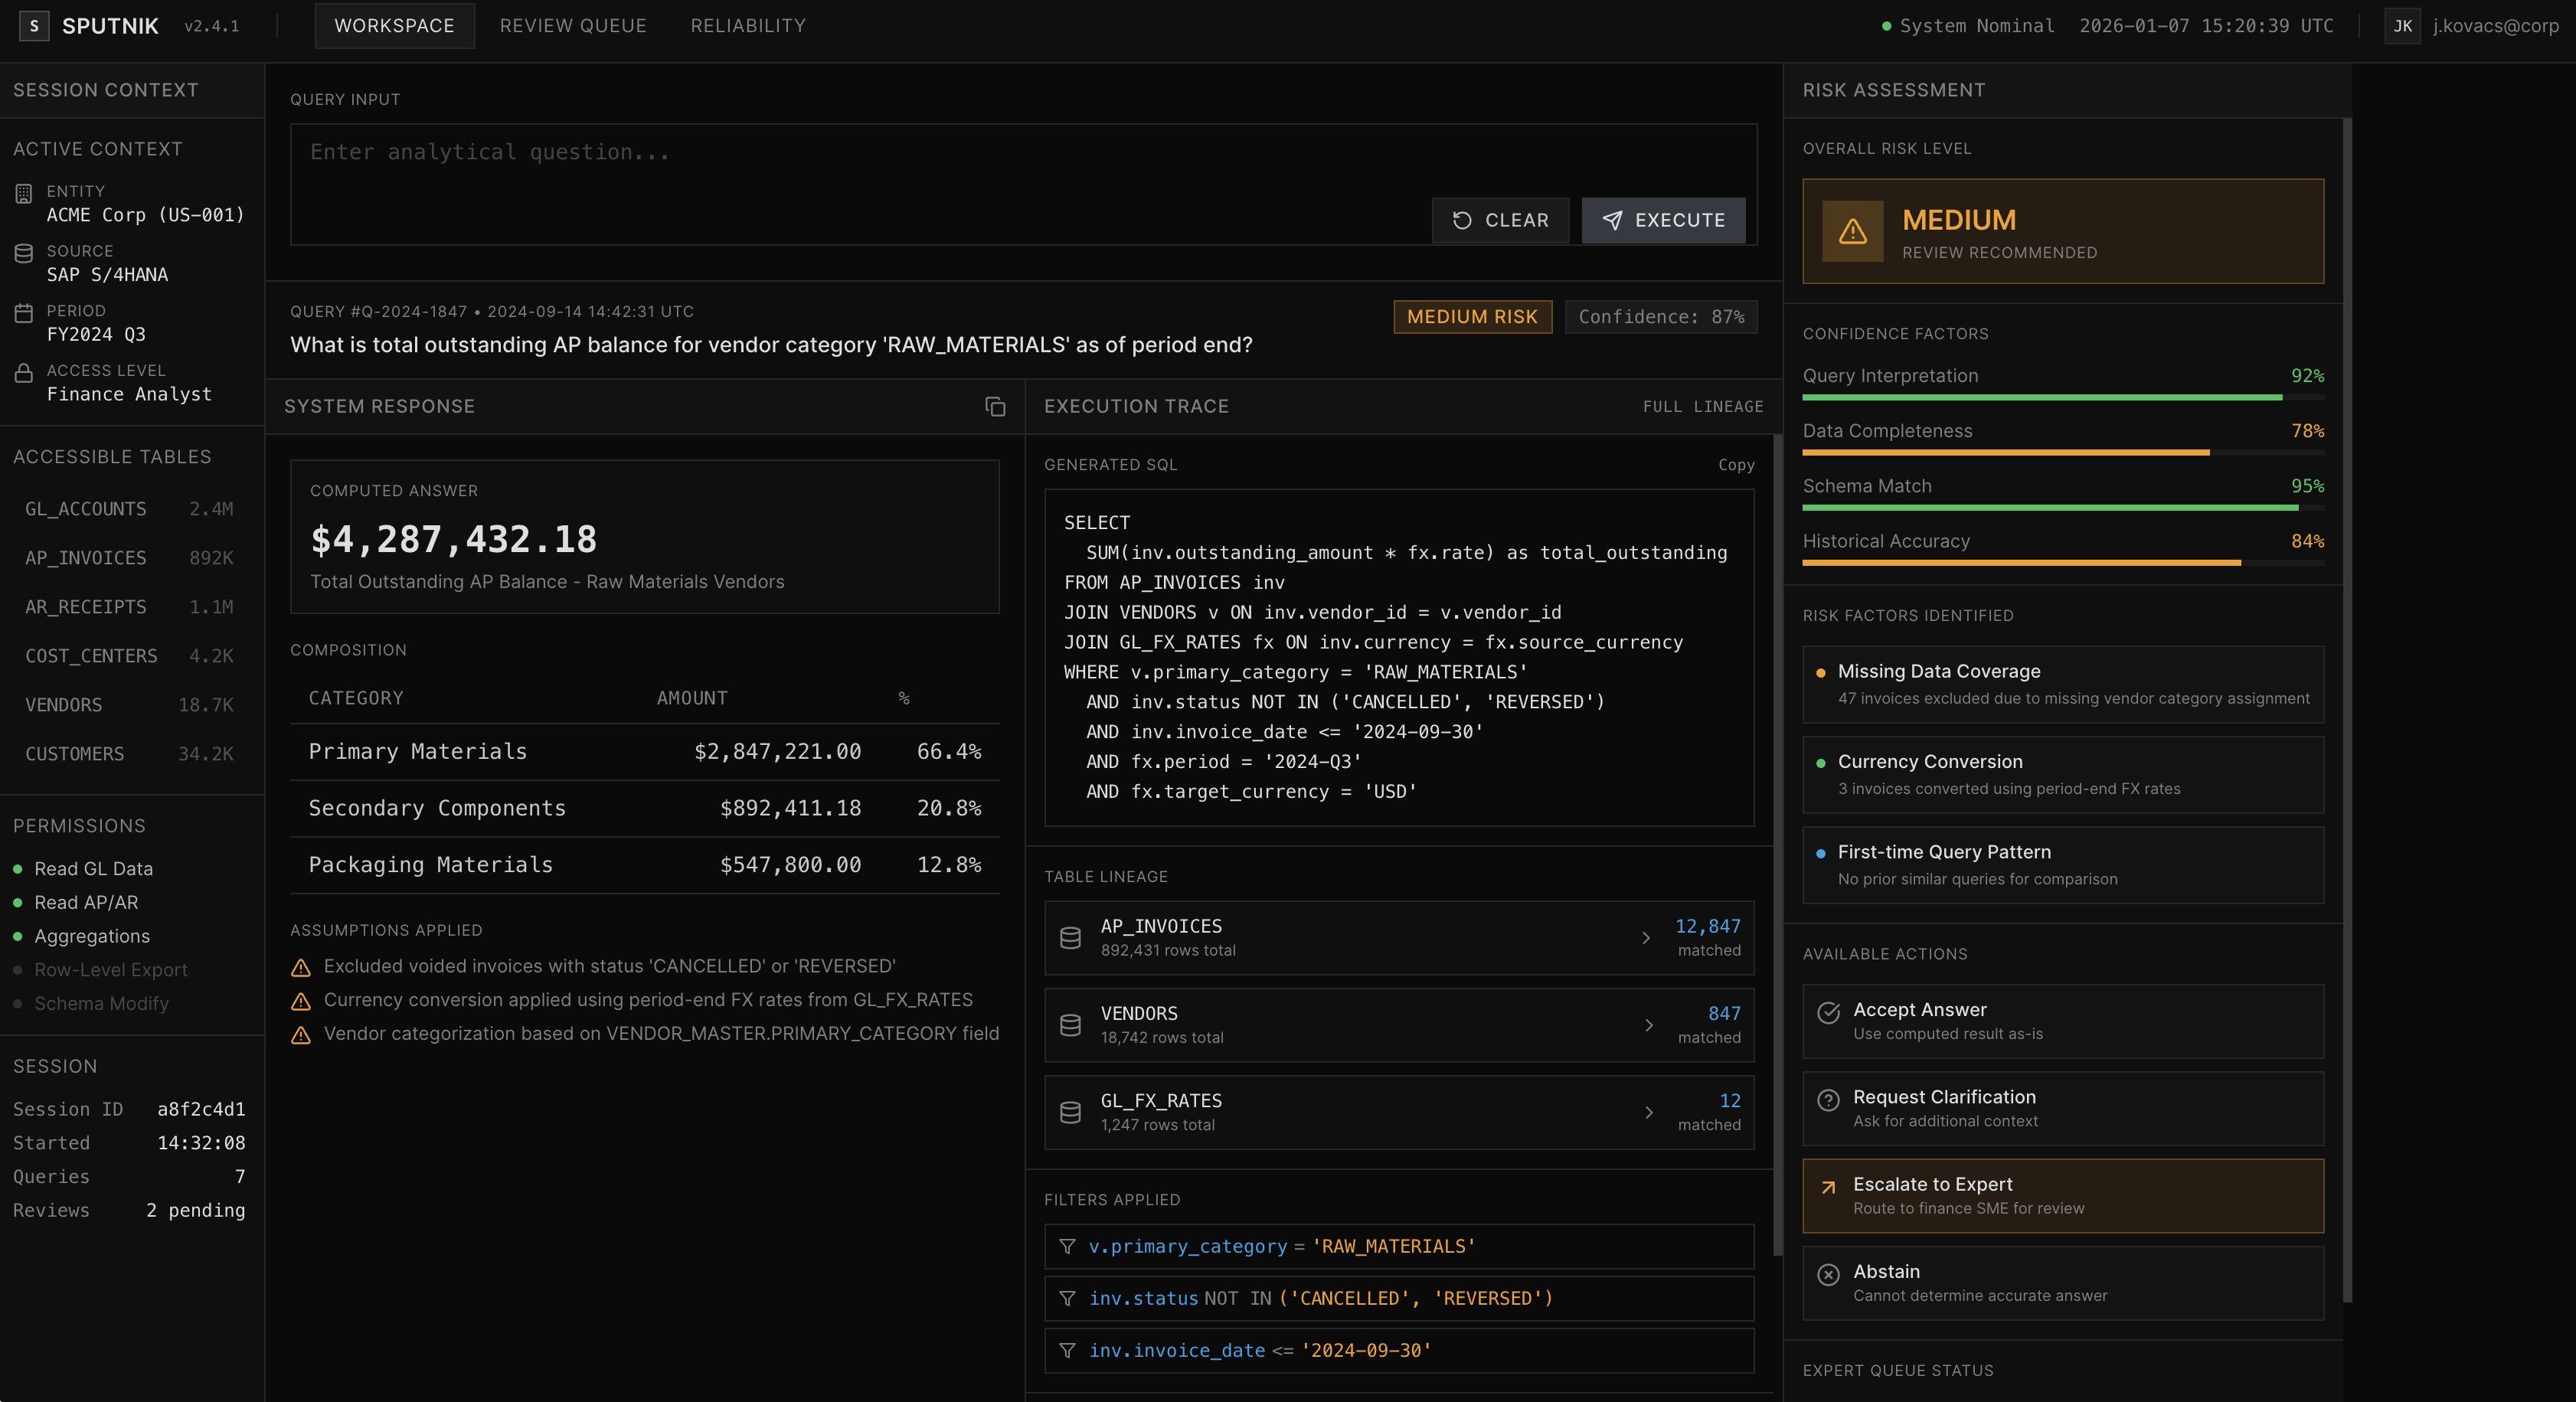 S SPUTNIK v2.4.1 WORKSPACE REVIEW QUEUE RELIABILITY System Nominal 2026-01-07 15:20:39 UTC JK j.kovacs@corp
SESSION CONTEXT
ACTIVE CONTEXT
ENTITY
ACME Corp (US-001)
SOURCE
SAP S/4HANA
PERIOD
FY2024 Q3
ACCESS LEVEL
Finance Analyst
ACCESSIBLE TABLES
GL_ACCOUNTS 2.4M
AP_INVOICES 892K
AR_RECEIPTS 1.1M
COST_CENTERS 4.2K
VENDORS 18.7K
CUSTOMERS 34.2K
PERMISSIONS
Read GL Data
Read AP/AR
Aggregations
Row-Level Export
Schema Modify
SESSION
Session ID a8f2c4d1
Started 14:32:08
Queries 7
Reviews 2 pending
QUERY INPUT
Enter analytical question...
CLEAR EXECUTE
QUERY #Q-2024-1847 • 2024-09-14 14:42:31 UTC
MEDIUM RISK Confidence: 87%
What is total outstanding AP balance for vendor category 'RAW_MATERIALS' as of period end?
SYSTEM RESPONSE
COMPUTED ANSWER
$4,287,432.18
Total Outstanding AP Balance - Raw Materials Vendors
COMPOSITION
CATEGORY AMOUNT %
Primary Materials $2,847,221.00 66.4%
Secondary Components $892,411.18 20.8%
Packaging Materials $547,800.00 12.8%
ASSUMPTIONS APPLIED
Excluded voided invoices with status 'CANCELLED' or 'REVERSED'
Currency conversion applied using period-end FX rates from GL_FX_RATES
Vendor categorization based on VENDOR_MASTER.PRIMARY_CATEGORY field
EXECUTION TRACE FULL LINEAGE
GENERATED SQL Copy
SELECT
SUM(inv.outstanding_amount * fx.rate) as total_outstanding
FROM AP_INVOICES inv
JOIN VENDORS v ON inv.vendor_id = v.vendor_id
JOIN GL_FX_RATES fx ON inv.currency = fx.source_currency
WHERE v.primary_category = 'RAW_MATERIALS'
AND inv.status NOT IN ('CANCELLED', 'REVERSED')
AND inv.invoice_date <= '2024-09-30'
AND fx.period = '2024-Q3'
AND fx.target_currency = 'USD'
TABLE LINEAGE
AP_INVOICES 12,847
892,431 rows total matched
VENDORS 847
18,742 rows total matched
GL_FX_RATES 12
1,247 rows total matched
FILTERS APPLIED
v.primary_category = 'RAW_MATERIALS'
inv.status NOT IN ('CANCELLED', 'REVERSED')
inv.invoice_date <= '2024-09-30'
RISK ASSESSMENT
OVERALL RISK LEVEL
MEDIUM
REVIEW RECOMMENDED
CONFIDENCE FACTORS
Query Interpretation 92%
Data Completeness 78%
Schema Match 95%
Historical Accuracy 84%
RISK FACTORS IDENTIFIED
Missing Data Coverage
47 invoices excluded due to missing vendor category assignment
Currency Conversion
3 invoices converted using period-end FX rates
First-time Query Pattern
No prior similar queries for comparison
AVAILABLE ACTIONS
Accept Answer
Use computed result as-is
Request Clarification
Ask for additional context
Escalate to Expert
Route to finance SME for review
Abstain
Cannot determine accurate answer
EXPERT QUEUE STATUS